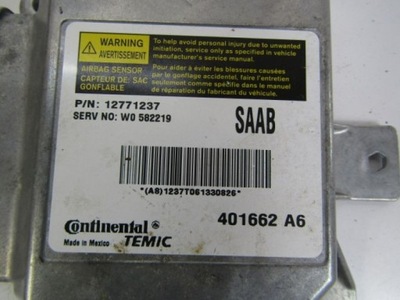 WARNING
AVERTISSEMENT
AIRBAG SENSOR
CAPTEUR DE: SAC
GONFLABLE
To help avoid personal injury due to unwanted
initiation, service only as specified in vehicle
manufacturer's service manual.
Pour aider à éviter les blessures causées
par le gonflage accidentel, faire l'entretien
seulement comme spécifié dans le manuel
de réparation du fabricant du véhicule.
P/N: 12771237
SERV NO: W0 582219
SAAB
(A8)1237T061330826*
Continental
TEMIC
Made in Mexico
401662 A6